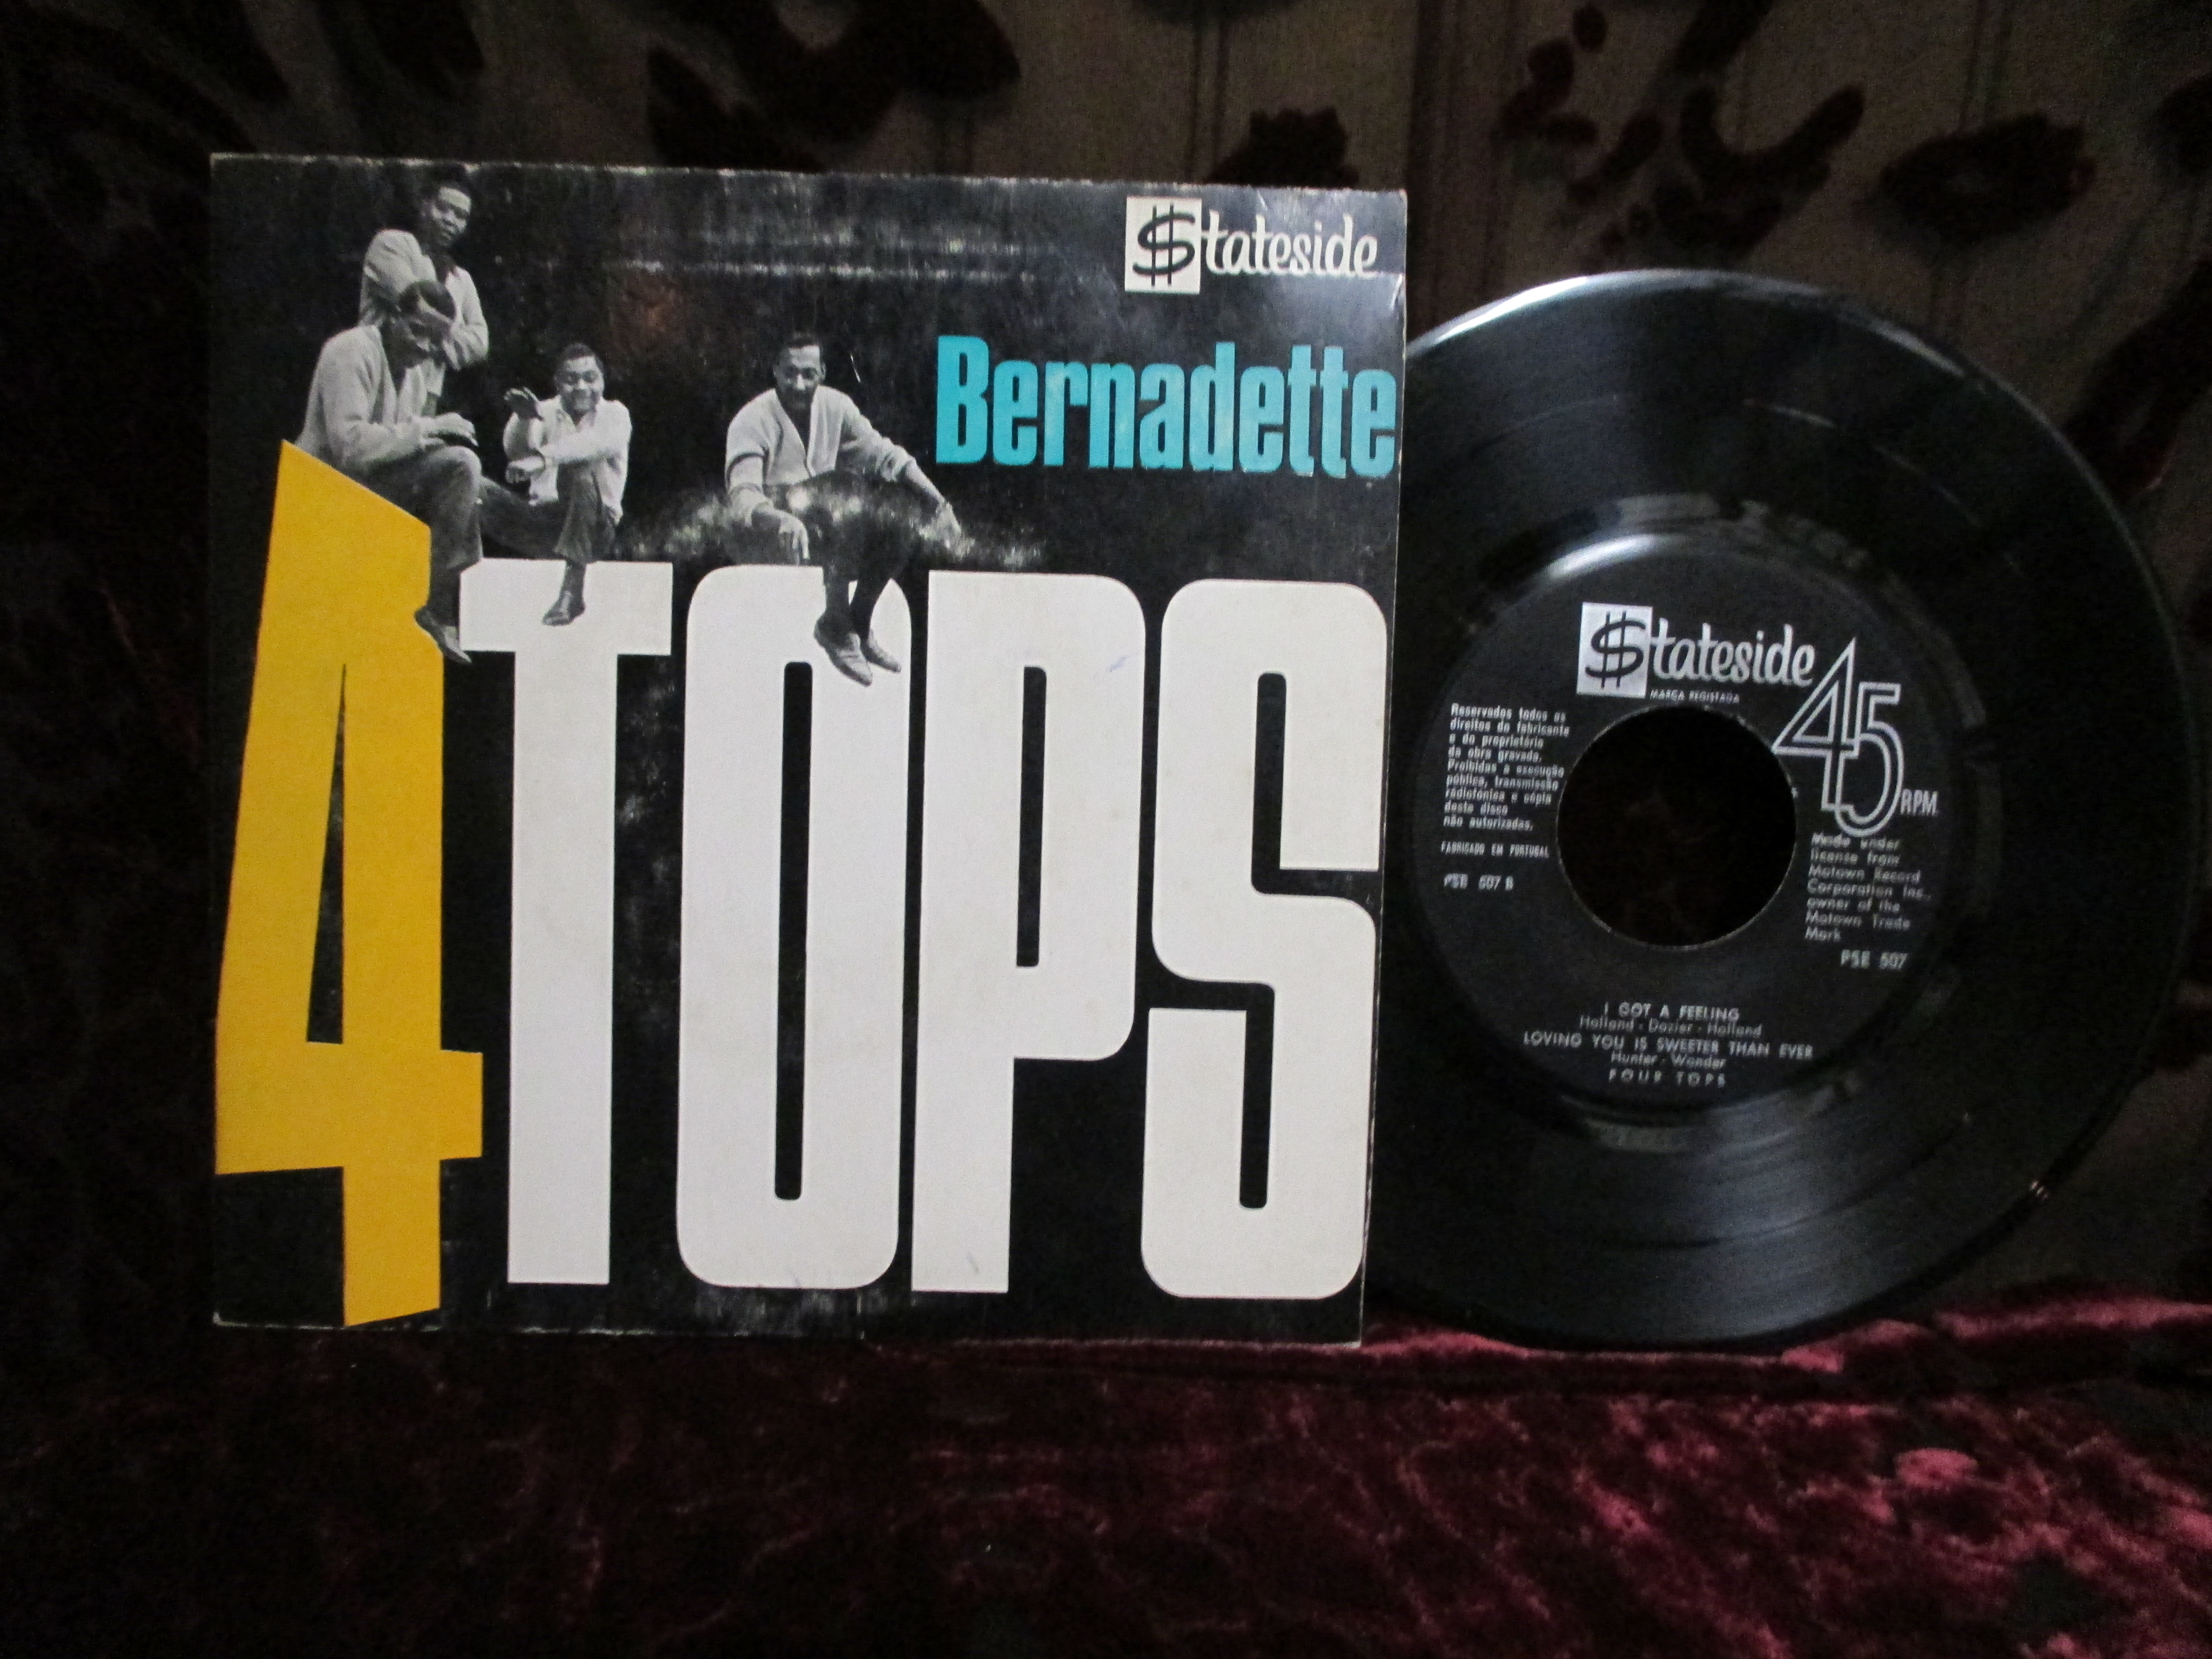 $tateside
Bernadette
4TOPS
$tateside
MARCA REGISTADA
45
RPM
Reservados todos os
direitos do fabricante
e do proprietário
da obra gravada.
Proibidas a execução
pública, transmissão
radiofónica e cópia
deste disco
não autorizadas.
FABRICADO EM PORTUGAL
PSE 507 B
Made under
license from
Motown Record
Corporation Inc.,
owner of the
Motown Trade
Mark
PSE 507
I GOT A FEELING
Holland - Dozier - Holland
LOVING YOU IS SWEETER THAN EVER
Hunter - Wonder
FOUR TOPS